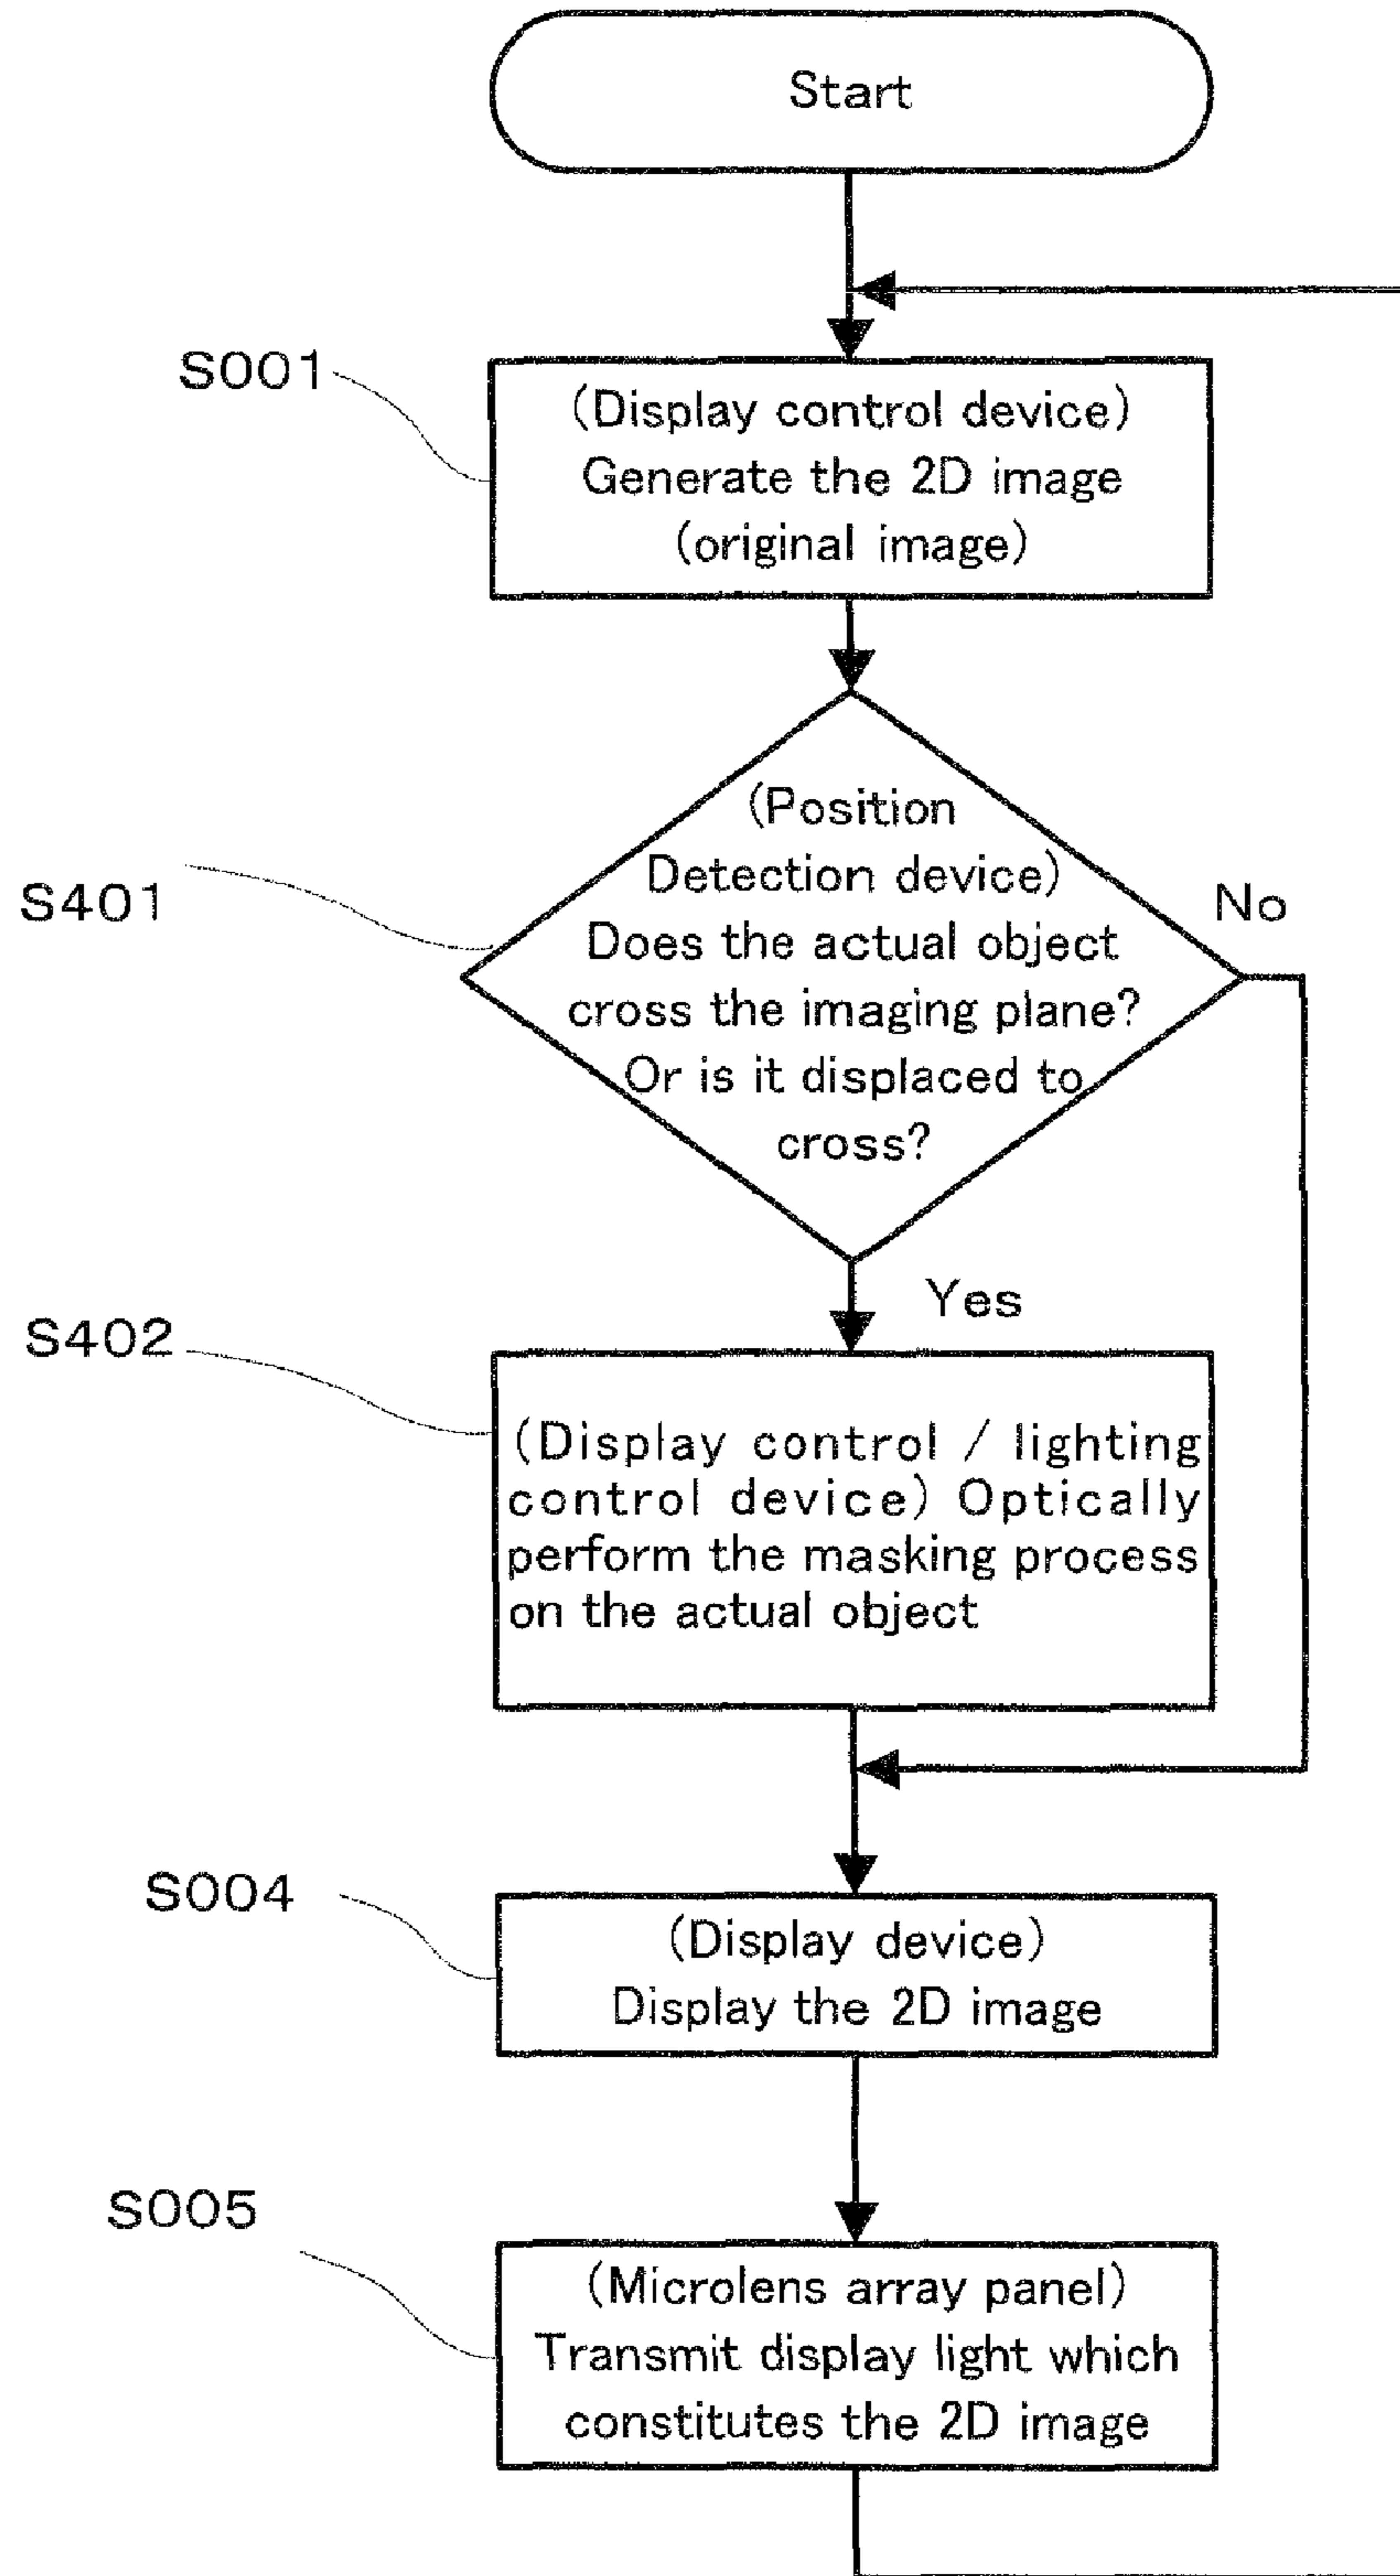 Start
S001
(Display control device)
Generate the 2D image
(original image)
S401
(Position
Detection device)
Does the actual object
cross the imaging plane?
Or is it displaced to
cross?
No
Yes
S402
(Display control / lighting
control device) Optically
perform the masking process
on the actual object
S004
(Display device)
Display the 2D image
S005
(Microlens array panel)
Transmit display light which
constitutes the 2D image